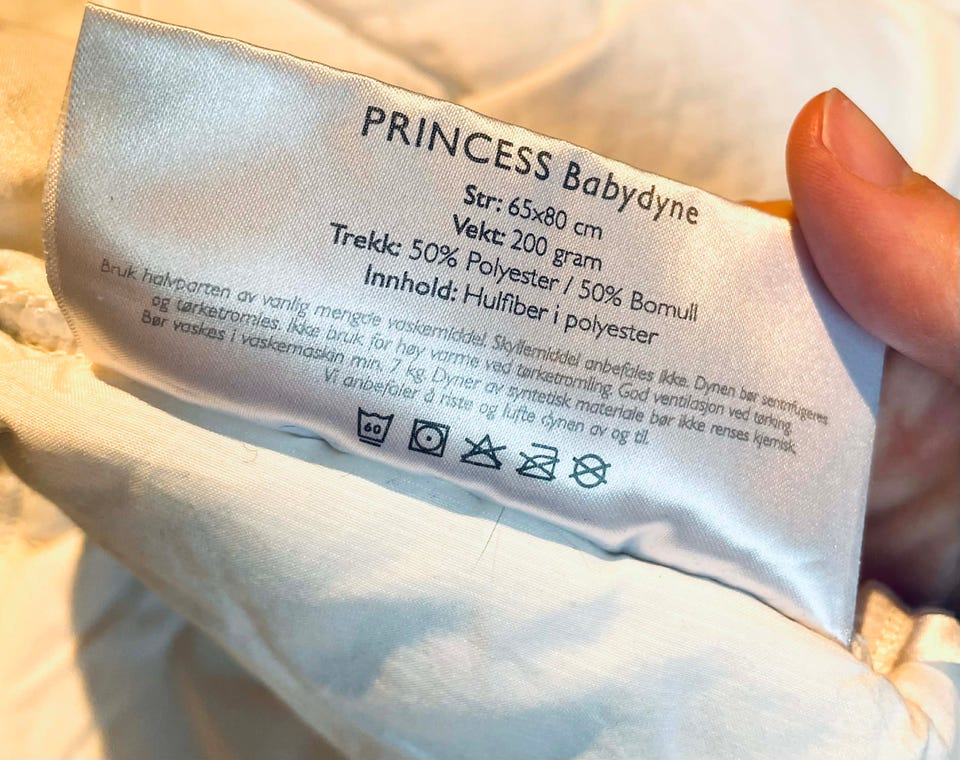 PRINCESS Babydyne
Str: 65x80 cm
Vekt: 200 gram
Trekk: 50% Polyester / 50% Bomull
Innhold: Hulfiber i polyester
Bruk halvparten av vanlig mengde vaskemiddel. Skyllemiddel anbefales ikke. Dynen bør sentrifugeres
og tørketromles. Ikke bruk for høy varme ved tørketromling. God ventilasjon ved tørking.
Bør vaskes i vaskemaskin min. 7 kg. Dyner av syntetisk materiale bør ikke renses kjemisk.
Vi anbefaler å riste og lufte dynen av og til.
60